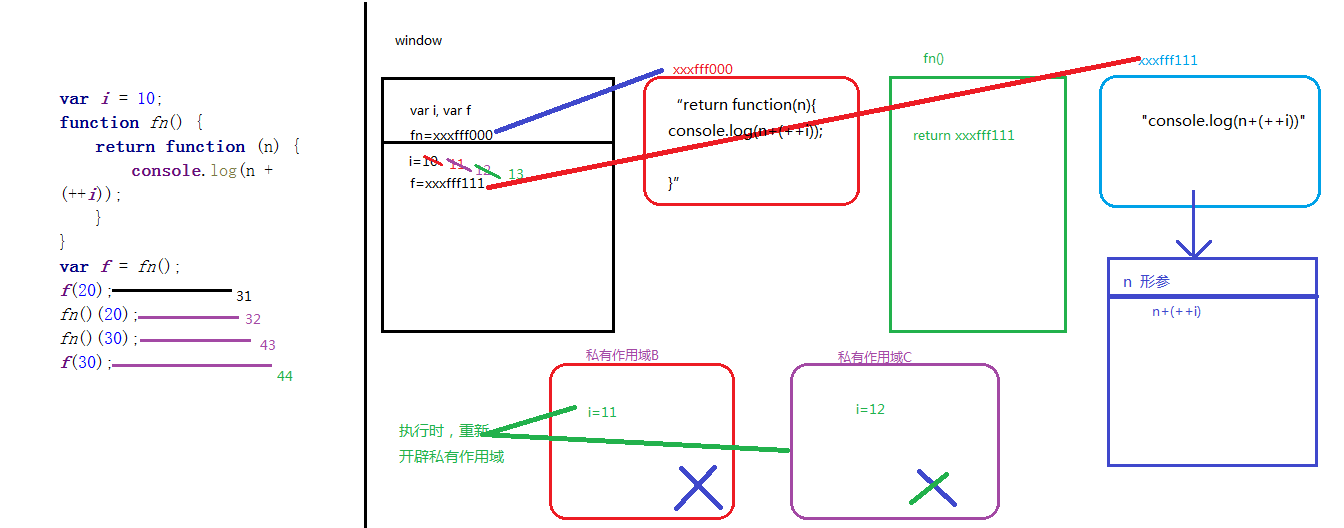 var i = 10;
function fn() {
return function (n) {
console.log(n +
(++i));
}
}
var f = fn();
f(20); 31
fn()(20); 32
fn()(30); 43
f(30); 44
window
var i, var f
fn=xxxfff000
i=10 11 12 13
f=xxxfff111
xxxfff000
“return function(n){
console.log(n+(++i));
}”
fn()
return xxxfff111
xxxfff111
"console.log(n+(++i))"
n 形参
n+(++i)
私有作用域B
i=11
私有作用域C
i=12
执行时，重新
开辟私有作用域